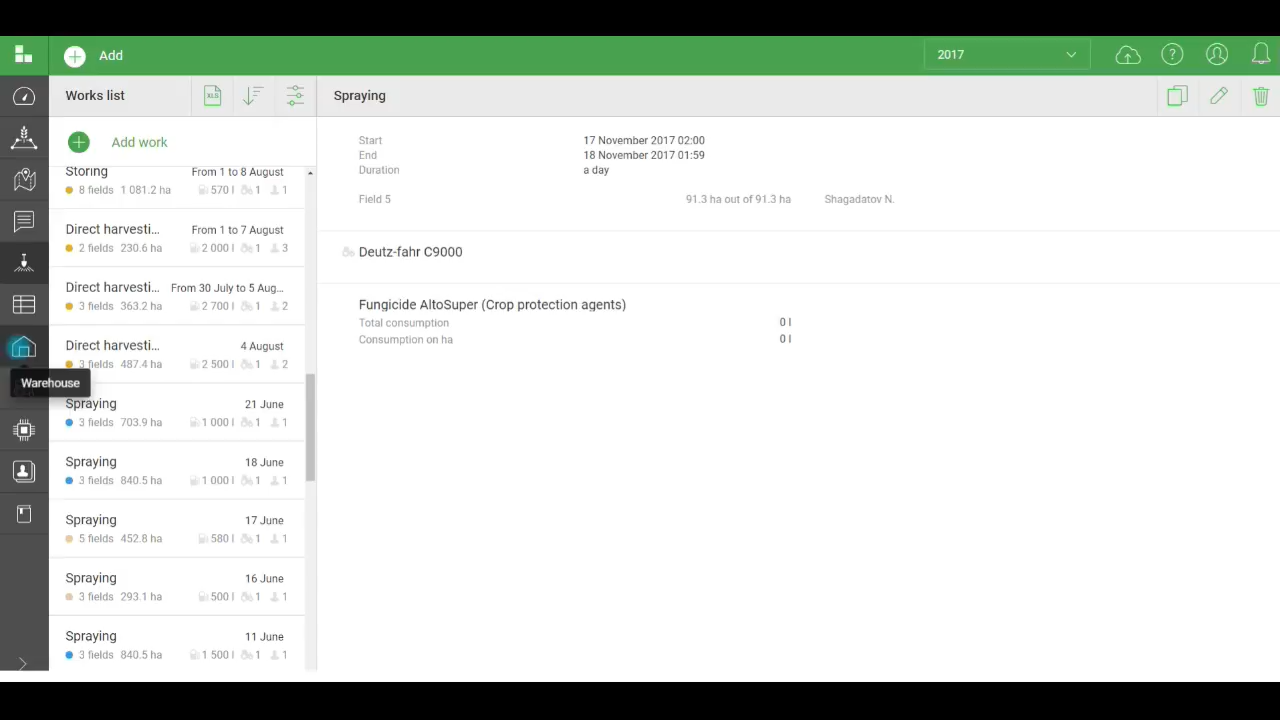 Add
2017
Works list
XLS
Spraying
Add work
Storing From 1 to 8 August
8 fields 1 081.2 ha 570 l 1 1
Direct harvesti... From 1 to 7 August
2 fields 230.6 ha 2 000 l 1 3
Direct harvesti... From 30 July to 5 Aug...
3 fields 363.2 ha 2 700 l 1 2
Direct harvesti... 4 August
3 fields 487.4 ha 2 500 l 1 2
Warehouse
Spraying 21 June
3 fields 703.9 ha 1 000 l 1 1
Spraying 18 June
3 fields 840.5 ha 1 000 l 1 1
Spraying 17 June
5 fields 452.8 ha 580 l 1 1
Spraying 16 June
3 fields 293.1 ha 500 l 1 1
Spraying 11 June
3 fields 840.5 ha 1 500 l 1 1
Start 17 November 2017 02:00
End 18 November 2017 01:59
Duration a day
Field 5 91.3 ha out of 91.3 ha Shagadatov N.
Deutz-fahr C9000
Fungicide AltoSuper (Crop protection agents)
Total consumption 0 l
Consumption on ha 0 l